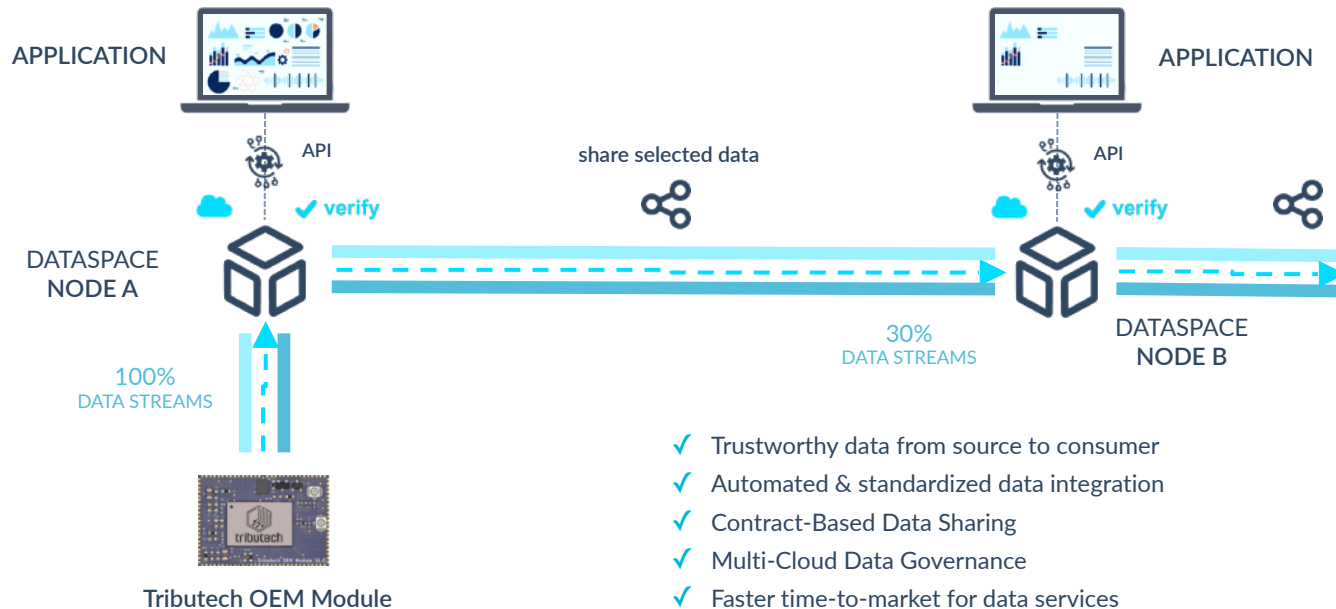 APPLICATION
APPLICATION
API
share selected data
API
verify
verify
DATASPACE
NODE A
30%
DATA STREAMS
DATASPACE
NODE B
100%
DATA STREAMS
✓ Trustworthy data from source to consumer
✓ Automated & standardized data integration
✓ Contract-Based Data Sharing
✓ Multi-Cloud Data Governance
✓ Faster time-to-market for data services
tributech
Tributech OEM Module